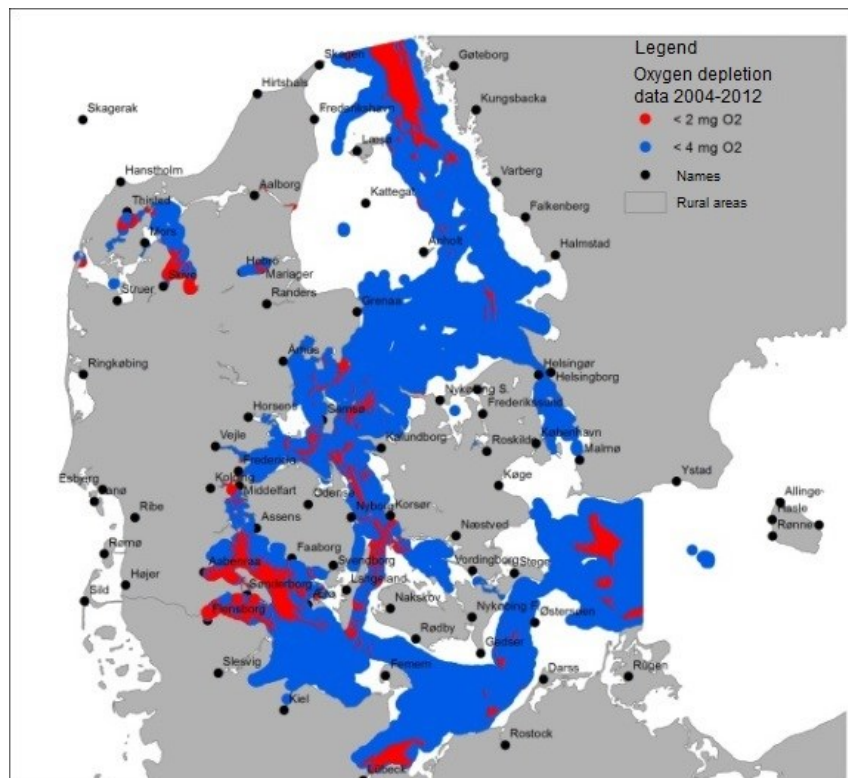 Legend
Oxygen depletion
data 2004-2012
< 2 mg O2
< 4 mg O2
Names
Rural areas
Skagen
Gøteborg
Hirtshals
Kungsbacka
Skagerak
Frederikshavn
Læsø
Hanstholm
Varberg
Aalborg
Thisted
Kattegat
Falkenberg
Mors
Anholt
Halmstad
Hobro
Mariager
Skive
Struer
Randers
Grenaa
Århus
Ringkøbing
Helsingør
Helsingborg
Nykøbing S.
Frederikssund
Horsens
Samsø
København
Vejle
Kalundborg
Roskilde
Malmø
Fredericia
Esbjerg
Kolding
Køge
Ystad
Middelfart
Fanø
Odense
Allinge
Ribe
Nyborg
Korsør
Hasle
Assens
Næstved
Rønne
Rømø
Faaborg
Aabenraa
Svendborg
Vordingborg
Stege
Højer
Sønderborg
Langeland
Sild
Ærø
Nakskov
Nykøbing F.
Flensborg
Østersøen
Rødby
Gedser
Slesvig
Femern
Darss
Rügen
Kiel
Rostock
Lübeck